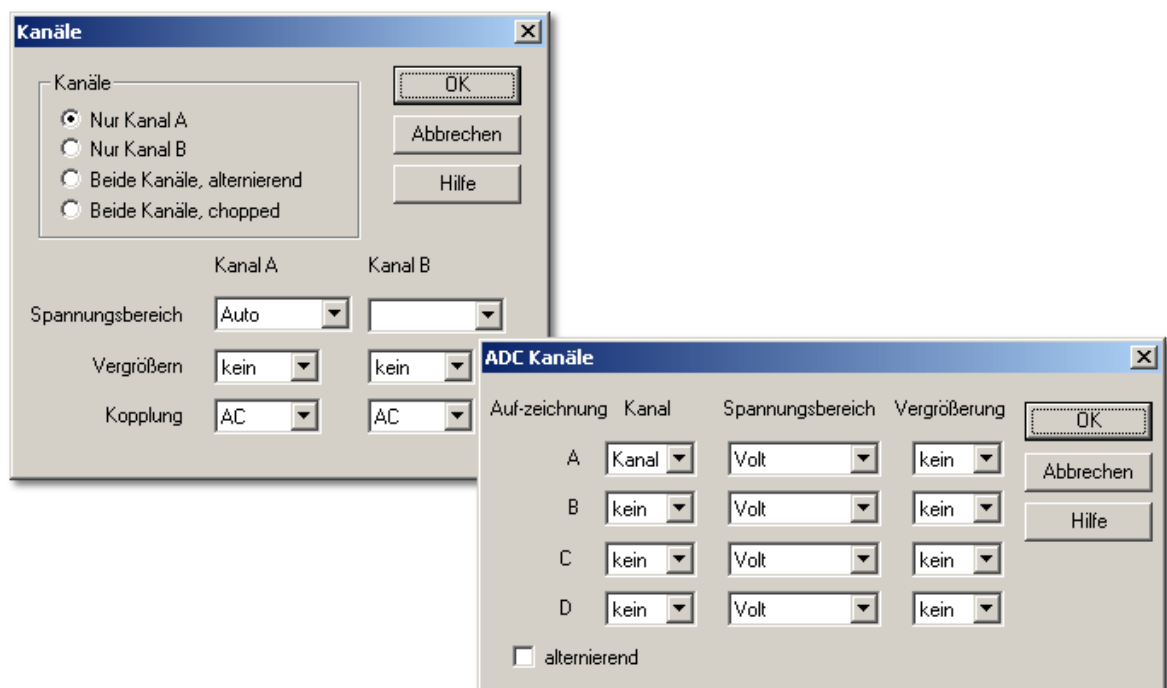 Kanäle
Kanäle
Nur Kanal A
Nur Kanal B
Beide Kanäle, alternierend
Beide Kanäle, chopped
OK
Abbrechen
Hilfe
Kanal A Kanal B
Spannungsbereich Auto
Vergrößern kein kein
Kopplung AC AC
ADC Kanäle
Auf-zeichnung Kanal Spannungsbereich Vergrößerung
A Kanal Volt kein
B kein Volt kein
C kein Volt kein
D kein Volt kein
alternierend
OK
Abbrechen
Hilfe